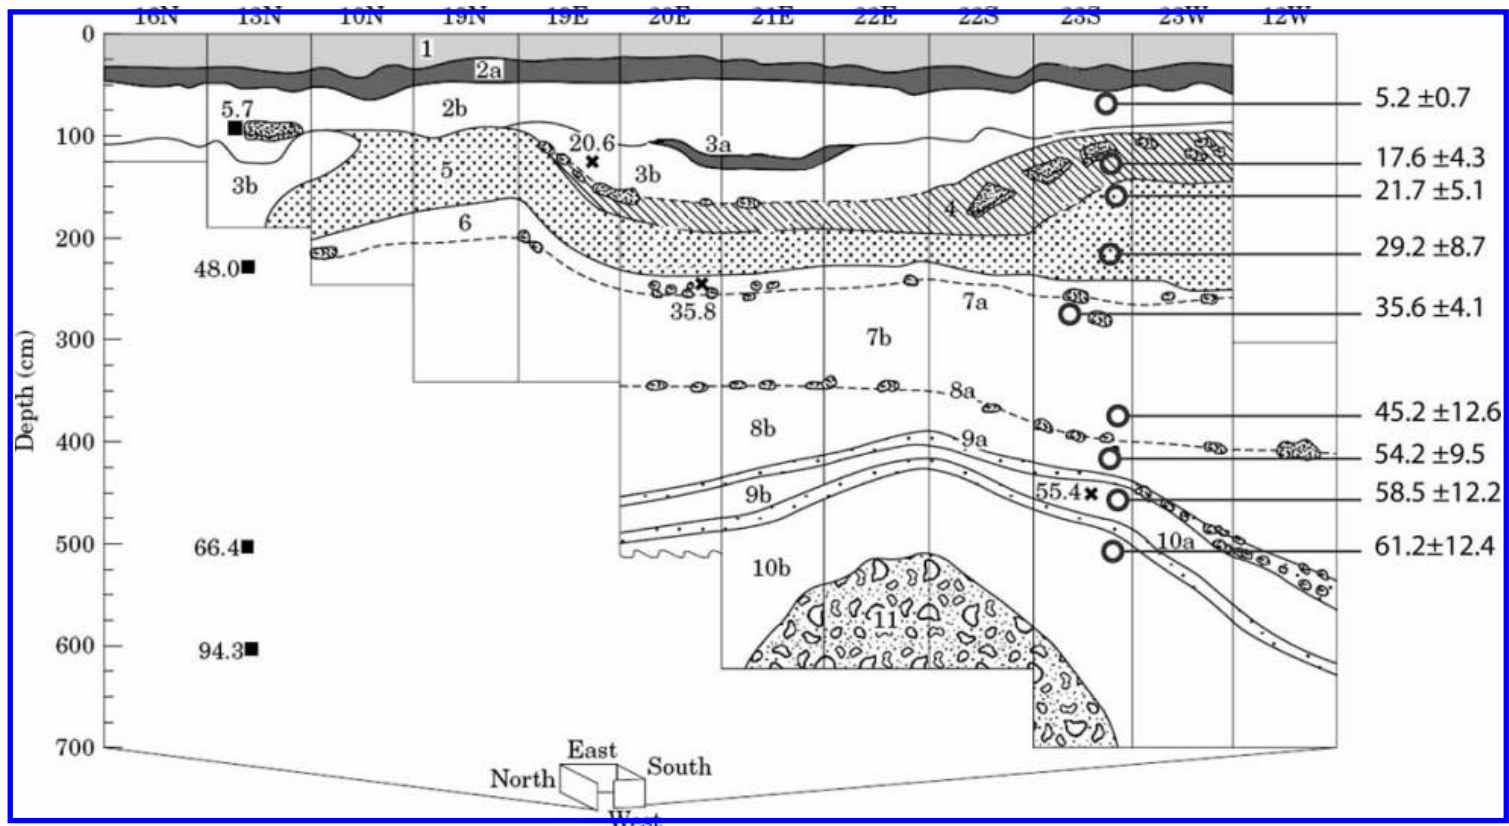 16N 13N 10N 19N 19E 20E 21E 22E 22S 23S 23W 12W
0
1
2a
5.7
2b
5.2 ±0.7
100
20.6
3a
17.6 ±4.3
3b
5
3b
21.7 ±5.1
4
200
6
29.2 ±8.7
48.0
35.8
7a
35.6 ±4.1
300
7b
Depth (cm)
8a
45.2 ±12.6
400
8b
9a
54.2 ±9.5
9b
55.4
58.5 ±12.2
500
66.4
10a
61.2±12.4
10b
11
600
94.3
700
East
North
South
West